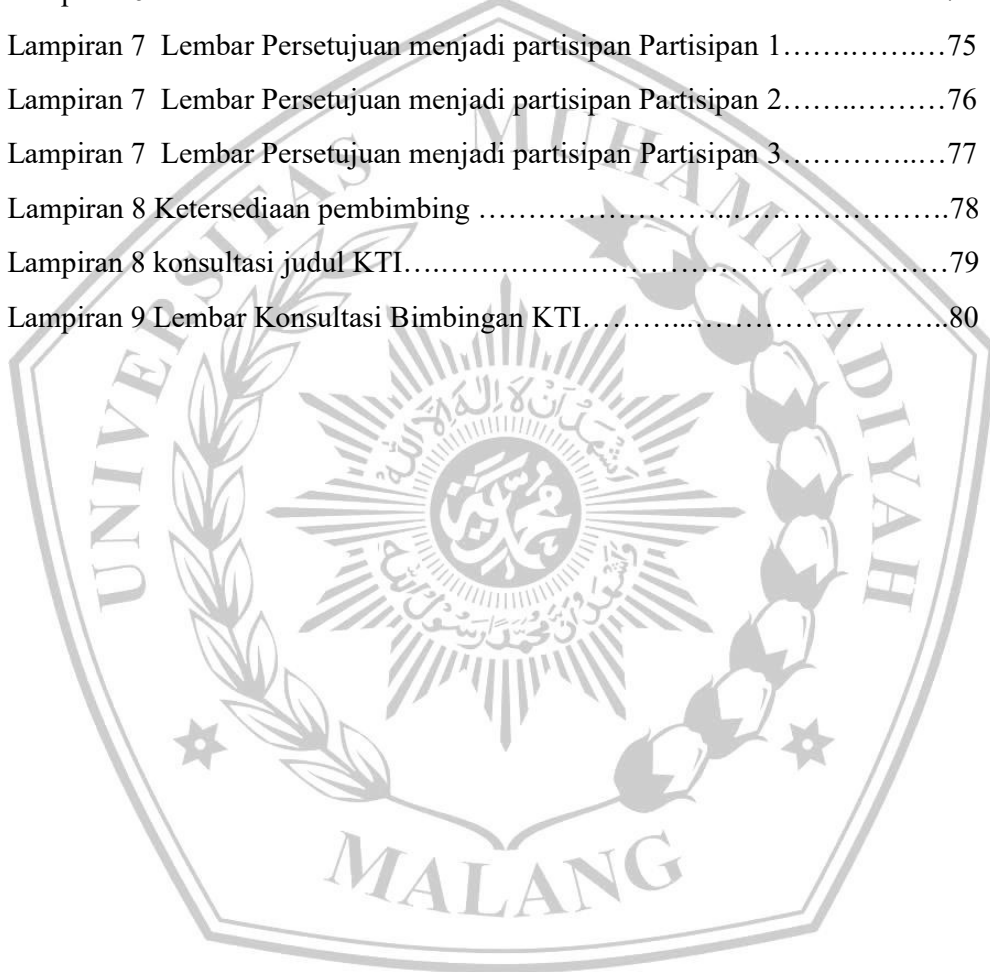 Lampiran 7 Lembar Persetujuan menjadi partisipan Partisipan 1…….…….…75
Lampiran 7 Lembar Persetujuan menjadi partisipan Partisipan 2……..………76
Lampiran 7 Lembar Persetujuan menjadi partisipan Partisipan 3…………..…77
Lampiran 8 Ketersediaan pembimbing …………….………..………………….78
Lampiran 8 konsultasi judul KTI….……………………………………………79
Lampiran 9 Lembar Konsultasi Bimbingan KTI………...……………………..80
UNIVERSITAS MUHAMMADIYAH
MALANG